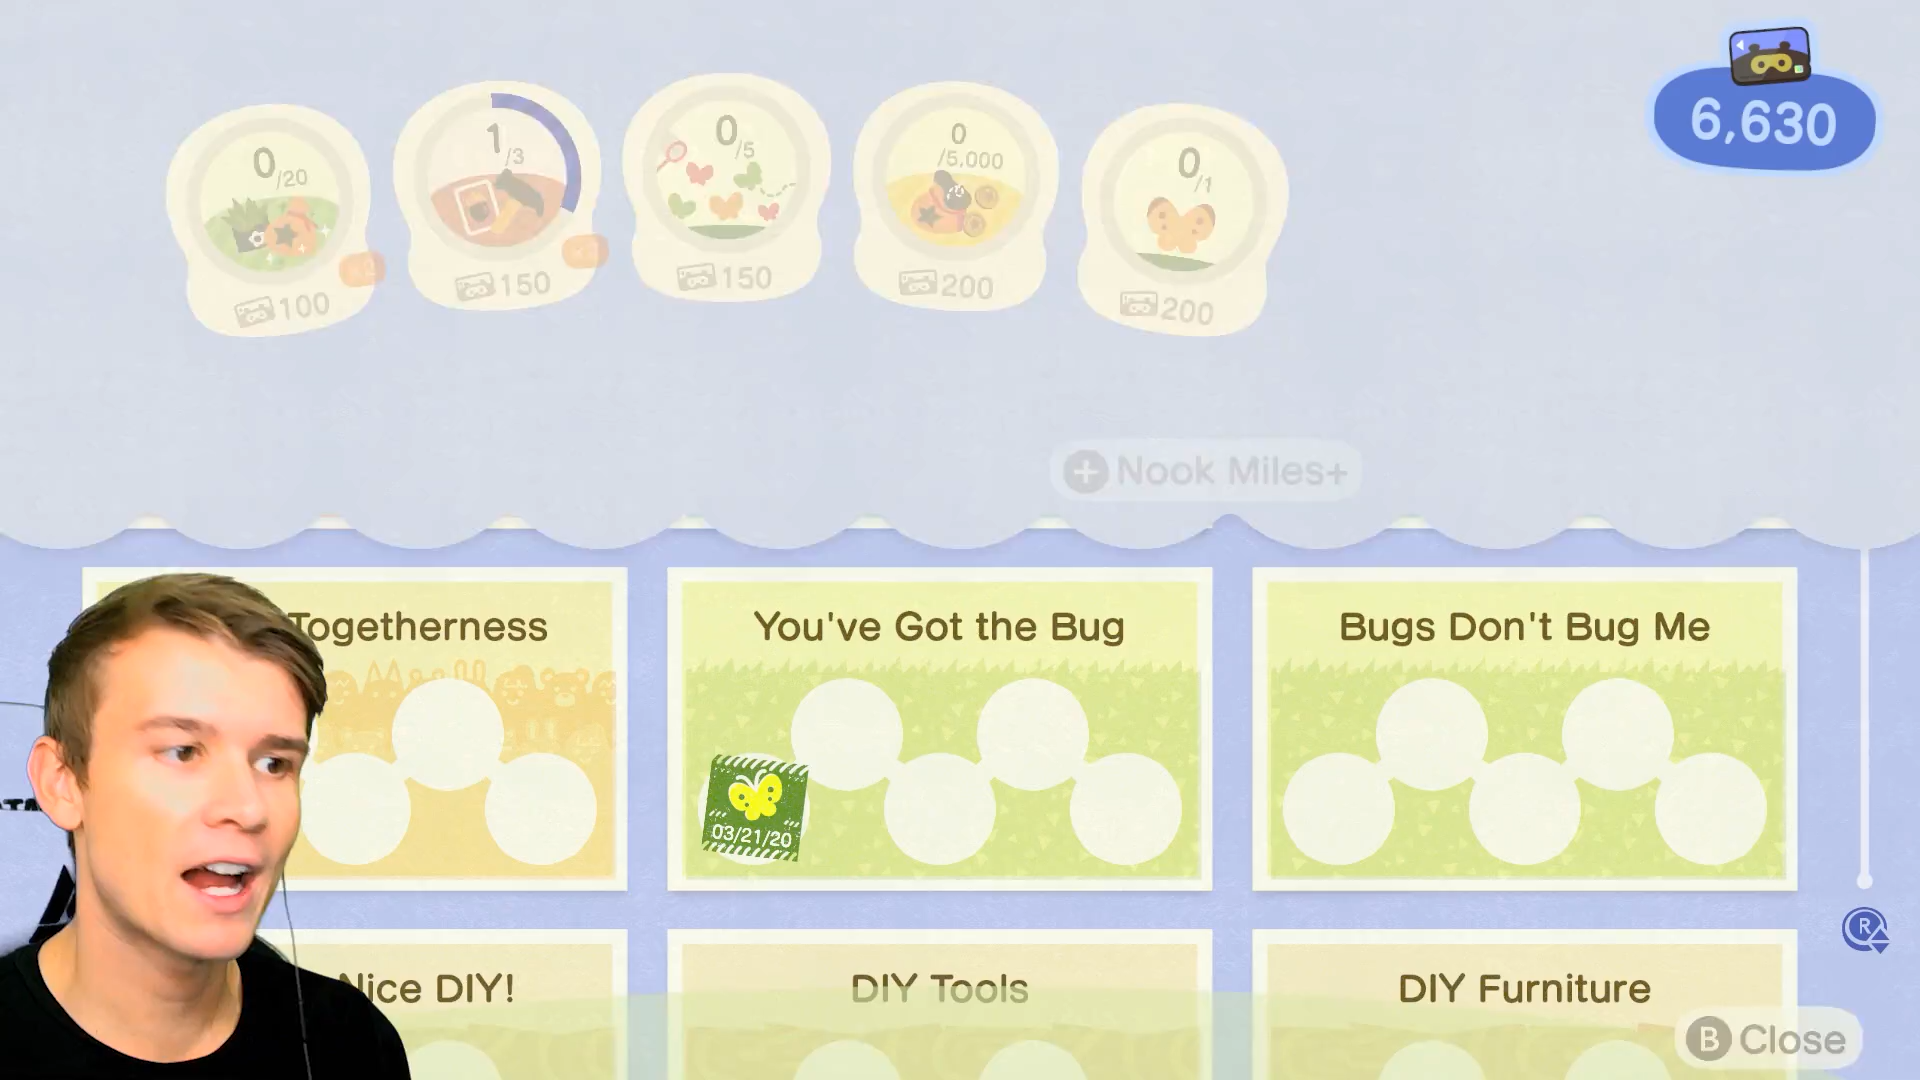 6,630
0/20
100
1/3
150
0/5
150
0/5,000
200
0/1
200
+ Nook Miles+
Togetherness
You've Got the Bug
Bugs Don't Bug Me
03/21/20
R
Nice DIY!
DIY Tools
DIY Furniture
B Close